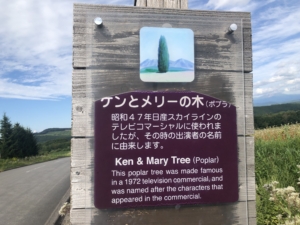 ケンとメリーの木(ポプラ)
昭和47年日産スカイラインの
テレビコマーシャルに使われま
したが、その時の出演者の名前
に由来します。
Ken & Mary Tree (Poplar)
This poplar tree was made famous
in a 1972 television commercial, and
was named after the characters that
appeared in the commercial.